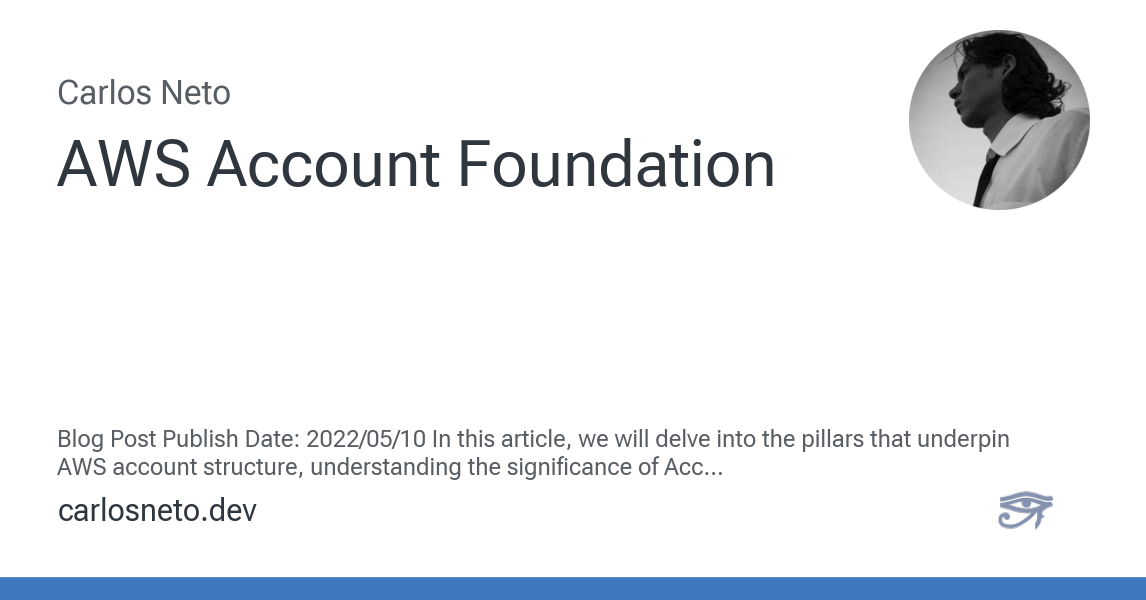 Carlos Neto
AWS Account Foundation
Blog Post Publish Date: 2022/05/10 In this article, we will delve into the pillars that underpin
AWS account structure, understanding the significance of Acc...
carlosneto.dev